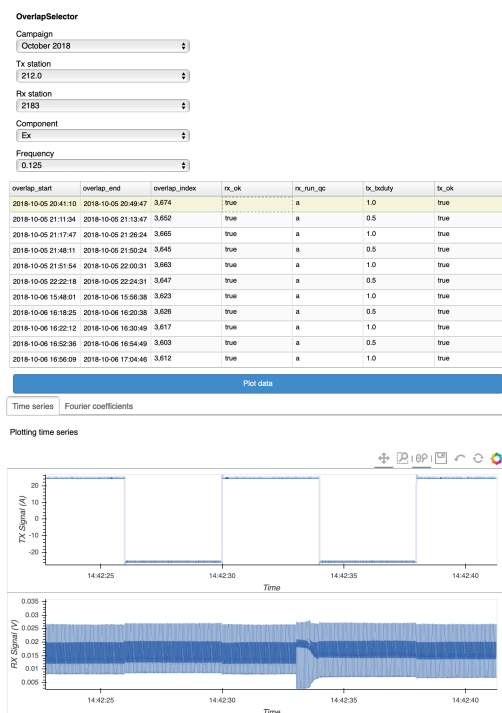 OverlapSelector
Campaign
October 2018
Tx station
212.0
Rx station
2183
Component
Ex
Frequency
0.125
overlap_start overlap_end overlap_index rx_ok rx_run_qc tx_txduty tx_ok
2018-10-05 20:41:10 2018-10-05 20:49:47 3,674 true a 1.0 true
2018-10-05 21:11:34 2018-10-05 21:13:47 3,652 true a 0.5 true
2018-10-05 21:17:47 2018-10-05 21:26:24 3,665 true a 1.0 true
2018-10-05 21:48:11 2018-10-05 21:50:24 3,645 true a 0.5 true
2018-10-05 21:51:54 2018-10-05 22:00:31 3,663 true a 1.0 true
2018-10-05 22:22:18 2018-10-05 22:24:31 3,647 true a 0.5 true
2018-10-06 15:48:01 2018-10-06 15:56:38 3,623 true a 1.0 true
2018-10-06 16:18:25 2018-10-06 16:20:38 3,626 true a 0.5 true
2018-10-06 16:22:12 2018-10-06 16:30:49 3,617 true a 1.0 true
2018-10-06 16:52:36 2018-10-06 16:54:49 3,603 true a 0.5 true
2018-10-06 16:56:09 2018-10-06 17:04:46 3,612 true a 1.0 true
Plot data
Time series Fourier coefficients
Plotting time series
20
10
0
-10
-20
TX Signal (A)
14:42:25 14:42:30 14:42:35 14:42:40
Time
0.035
0.03
0.025
0.02
0.015
0.01
0.005
RX Signal (V)
14:42:25 14:42:30 14:42:35 14:42:40
Time